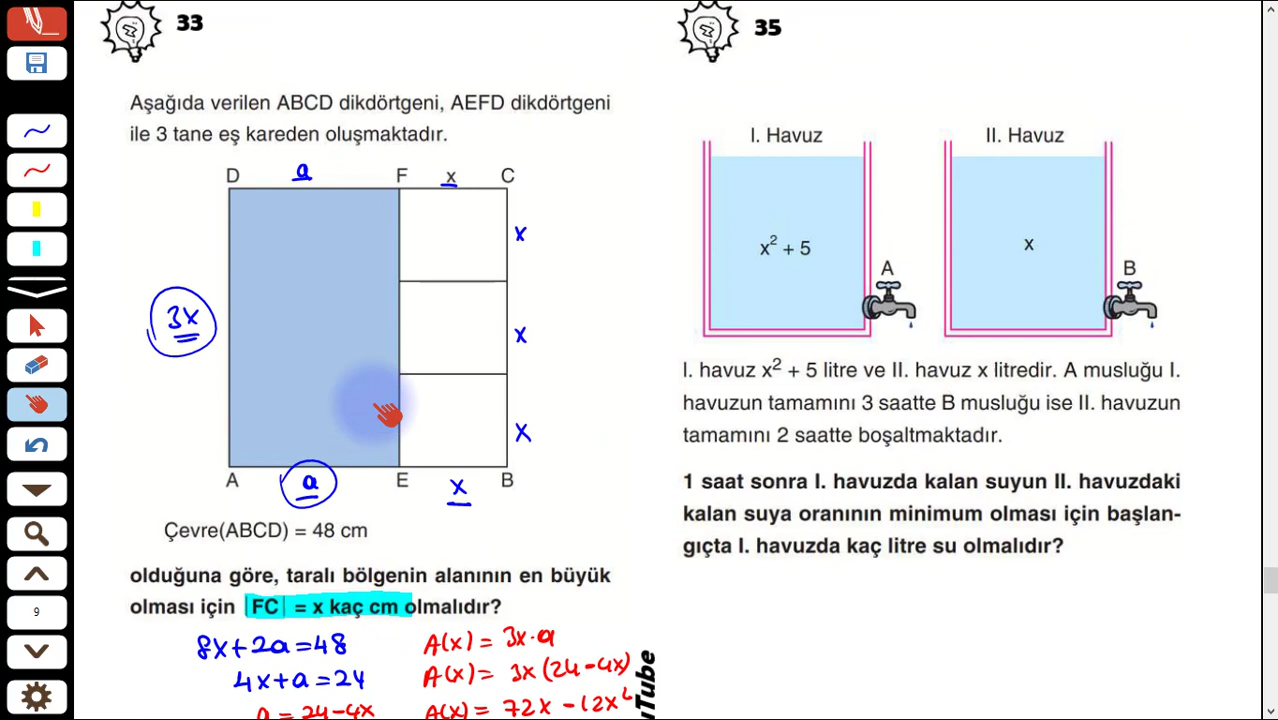 33
Aşağıda verilen ABCD dikdörtgeni, AEFD dikdörtgeni
ile 3 tane eş kareden oluşmaktadır.
a
D F x C
x
3x
x
x
A a E x B
Çevre(ABCD) = 48 cm
olduğuna göre, taralı bölgenin alanının en büyük
olması için |FC| = x kaç cm olmalıdır?
8x+2a=48
4x+a=24
a = 24-4x
A(x) = 3x.a
A(x) = 3x(24-4x)
A(x) = 72x - 12x²
35
I. Havuz II. Havuz
x² + 5
x
A
B
I. havuz x² + 5 litre ve II. havuz x litredir. A musluğu I.
havuzun tamamını 3 saatte B musluğu ise II. havuzun
tamamını 2 saatte boşaltmaktadır.
1 saat sonra I. havuzda kalan suyun II. havuzdaki
kalan suya oranının minimum olması için başlan-
gıçta I. havuzda kaç litre su olmalıdır?
9